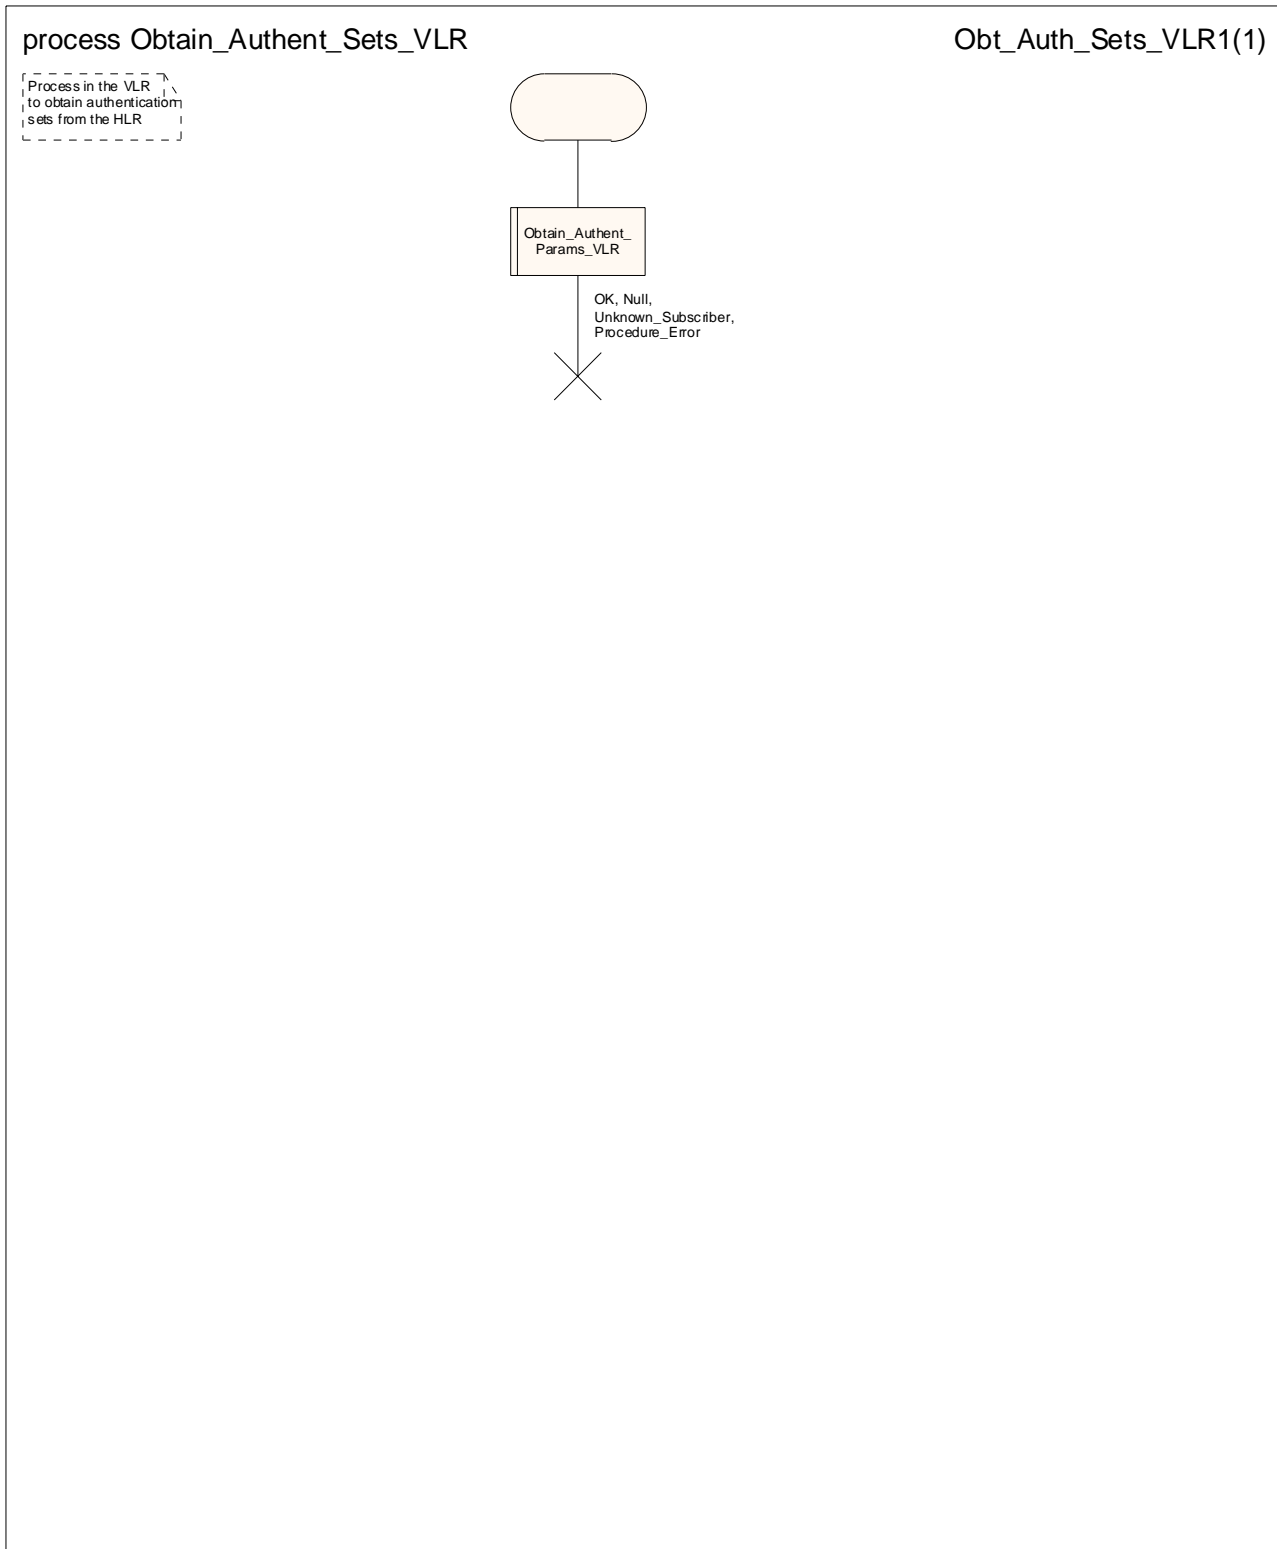 process Obtain_Authent_Sets_VLR
Obt_Auth_Sets_VLR1(1)
Process in the VLR
to obtain authentication
sets from the HLR
Obtain_Authent_
Params_VLR
OK, Null,
Unknown_Subscriber,
Procedure_Error